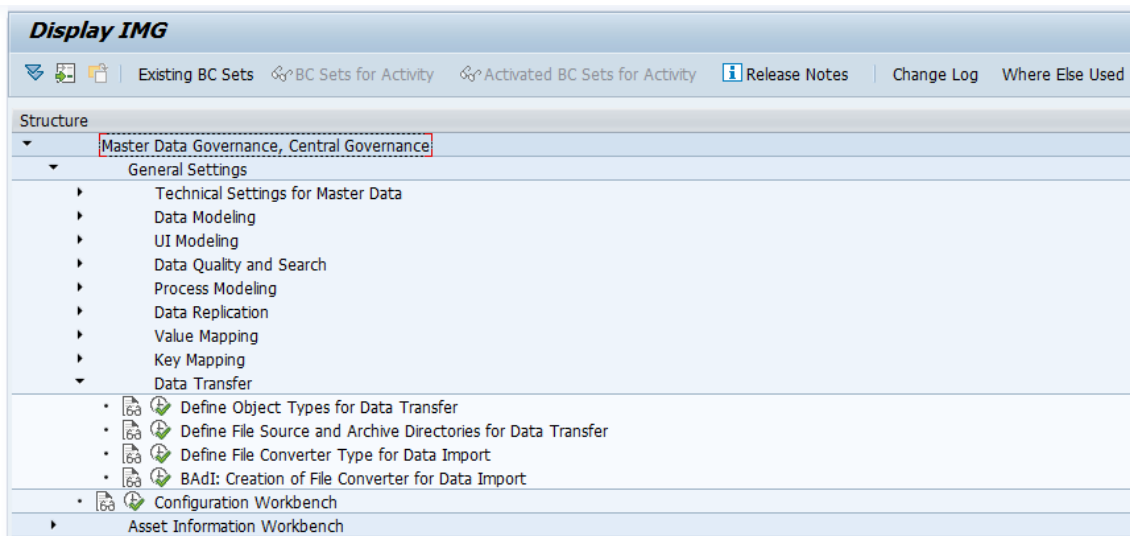 Display IMG
Existing BC Sets BC Sets for Activity Activated BC Sets for Activity Release Notes Change Log Where Else Used
Structure
Master Data Governance, Central Governance
General Settings
Technical Settings for Master Data
Data Modeling
UI Modeling
Data Quality and Search
Process Modeling
Data Replication
Value Mapping
Key Mapping
Data Transfer
Define Object Types for Data Transfer
Define File Source and Archive Directories for Data Transfer
Define File Converter Type for Data Import
BAdI: Creation of File Converter for Data Import
Configuration Workbench
Asset Information Workbench